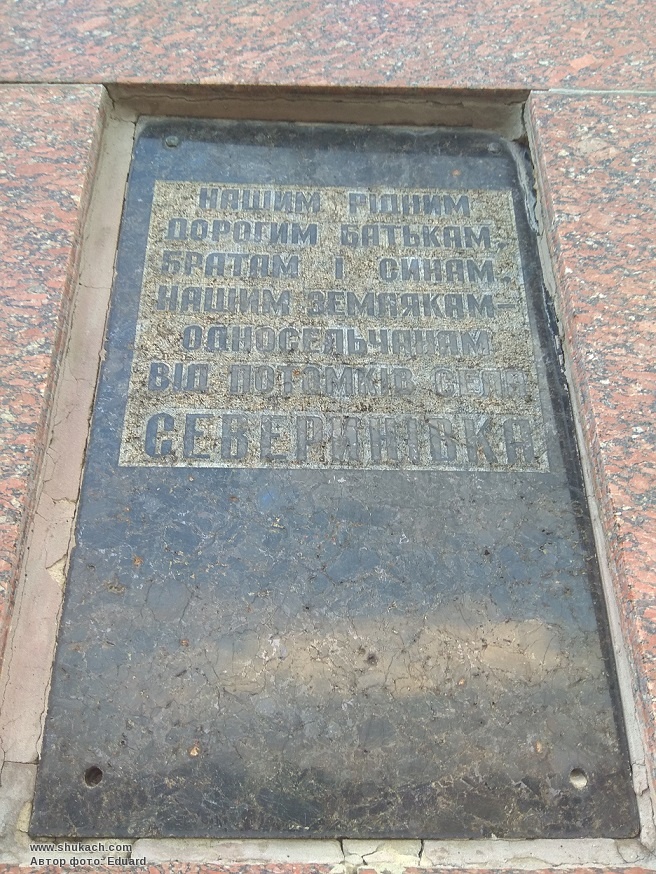 НАШИМ РІДНИМ
ДОРОГИМ БАТЬКАМ,
БРАТАМ І СИНАМ,
НАШИМ ЗЕМЛЯКАМ-
ОДНОСЕЛЬЧАНАМ
ВІД ПОТОМКІВ СЕЛА
СЕВЕРИНІВКА
www.shukach.com
Автор фото: Eduard